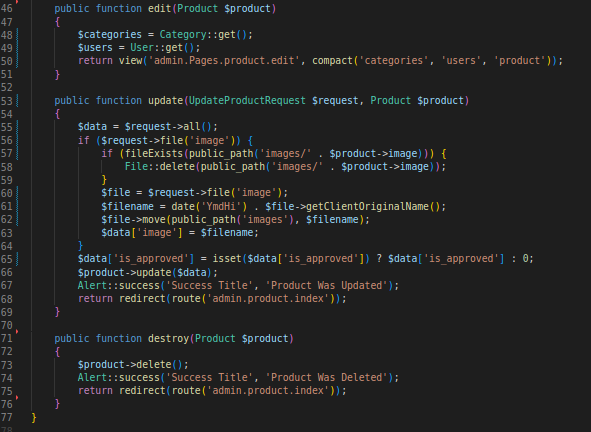 46 public function edit(Product $product)
47 {
48 $categories = Category::get();
49 $users = User::get();
50 return view('admin.Pages.product.edit', compact('categories', 'users', 'product'));
51 }
52
53 public function update(UpdateProductRequest $request, Product $product)
54 {
55 $data = $request->all();
56 if ($request->file('image')) {
57 if (fileExists(public_path('images/' . $product->image))) {
58 File::delete(public_path('images/' . $product->image));
59 }
60 $file = $request->file('image');
61 $filename = date('YmdHi') . $file->getClientOriginalName();
62 $file->move(public_path('images'), $filename);
63 $data['image'] = $filename;
64 }
65 $data['is_approved'] = isset($data['is_approved']) ? $data['is_approved'] : 0;
66 $product->update($data);
67 Alert::success('Success Title', 'Product Was Updated');
68 return redirect(route('admin.product.index'));
69 }
70
71 public function destroy(Product $product)
72 {
73 $product->delete();
74 Alert::success('Success Title', 'Product Was Deleted');
75 return redirect(route('admin.product.index'));
76 }
77 }
78